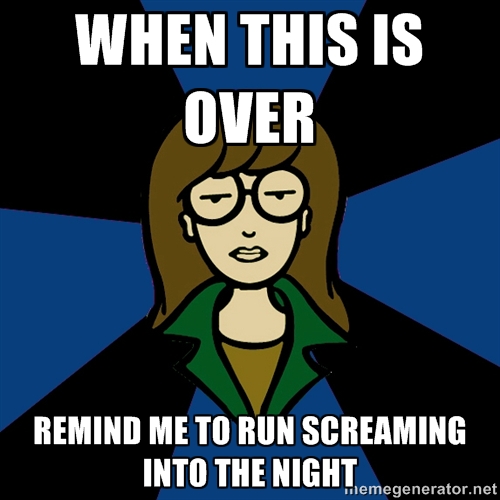 WHEN THIS IS
OVER
REMIND ME TO RUN SCREAMING
INTO THE NIGHT
memegenerator.net